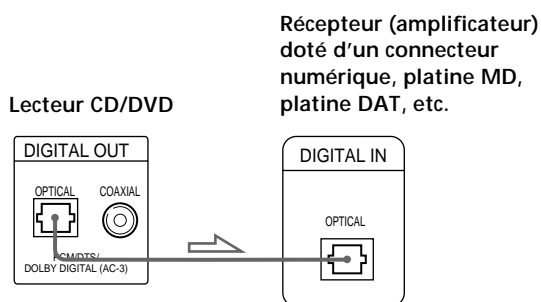 Récepteur (amplificateur)
doté d'un connecteur
numérique, platine MD,
platine DAT, etc.
Lecteur CD/DVD
DIGITAL OUT
OPTICAL
COAXIAL
PCM/DTS/
DOLBY DIGITAL (AC-3)
DIGITAL IN
OPTICAL